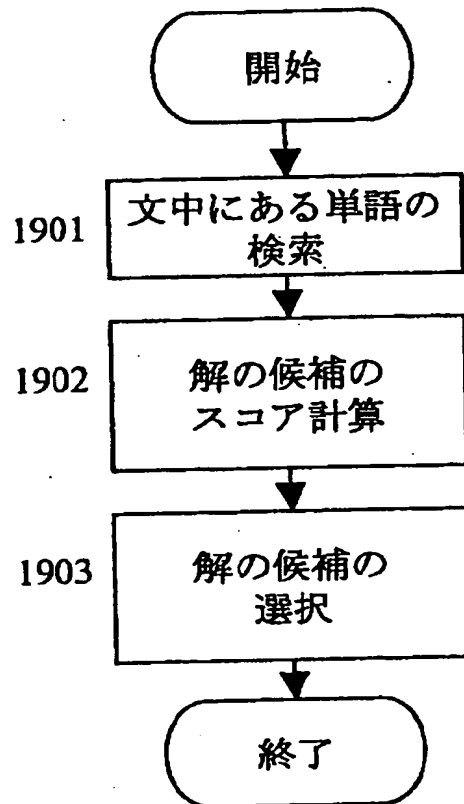 開始
1901
文中にある単語の
検索
1902
解の候補の
スコア計算
1903
解の候補の
選択
終了